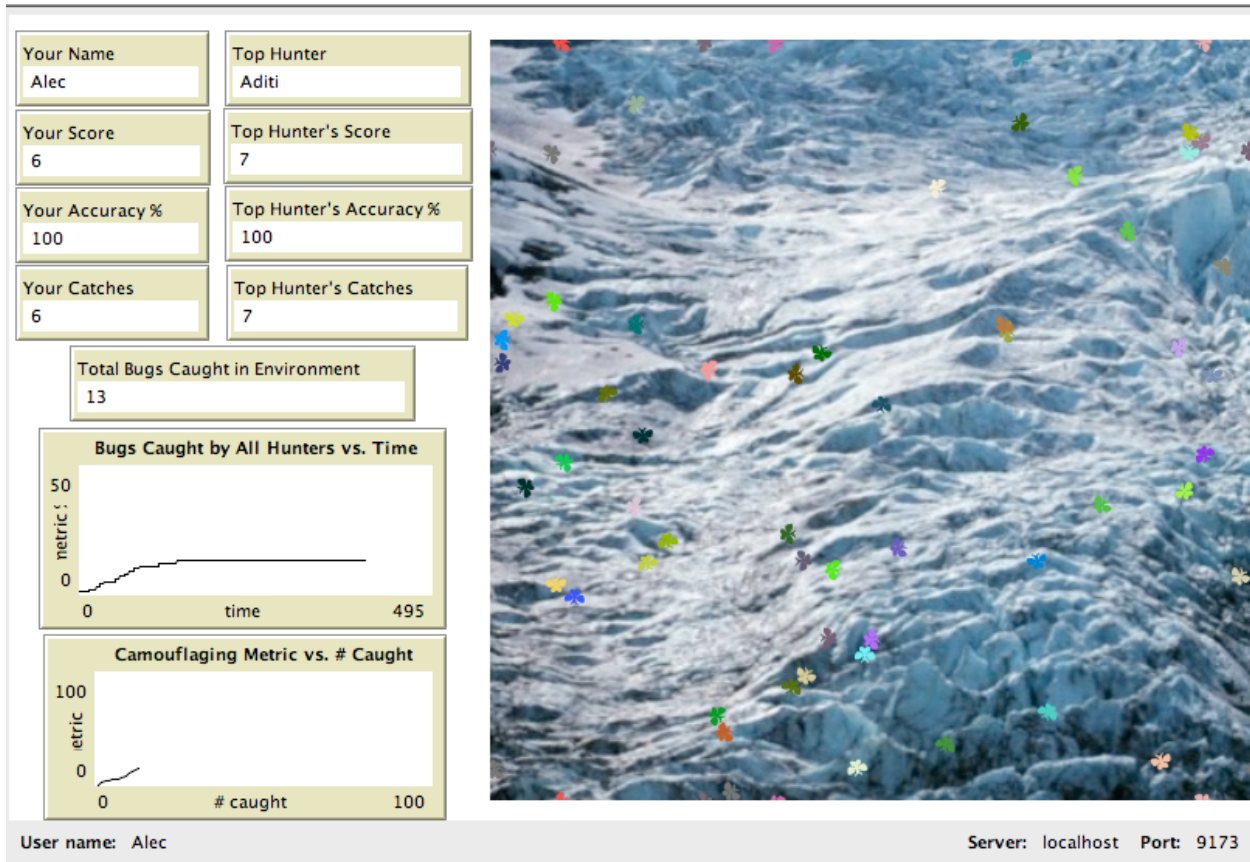 Your Name
Alec
Top Hunter
Aditi
Your Score
6
Top Hunter's Score
7
Your Accuracy %
100
Top Hunter's Accuracy %
100
Your Catches
6
Top Hunter's Catches
7
Total Bugs Caught in Environment
13
Bugs Caught by All Hunters vs. Time
50
0
0 time 495
Camouflaging Metric vs. # Caught
100
0
0 # caught 100
User name: Alec Server: localhost Port: 9173